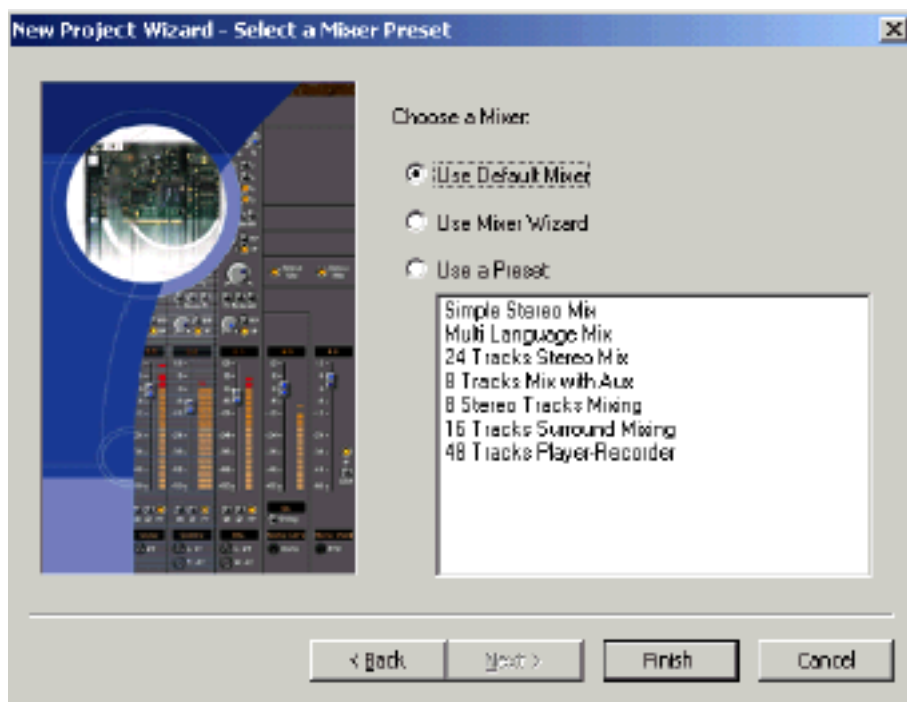 New Project Wizard - Select a Mixer Preset
Choose a Mixer:
Use Default Mixer
Use Mixer Wizard
Use a Preset:
Simple Stereo Mix
Multi Language Mix
24 Tracks Stereo Mix
8 Tracks Mix with Aux
8 Stereo Tracks Mixing
16 Tracks Surround Mixing
48 Tracks Player-Recorder
< Back
Next >
Finish
Cancel